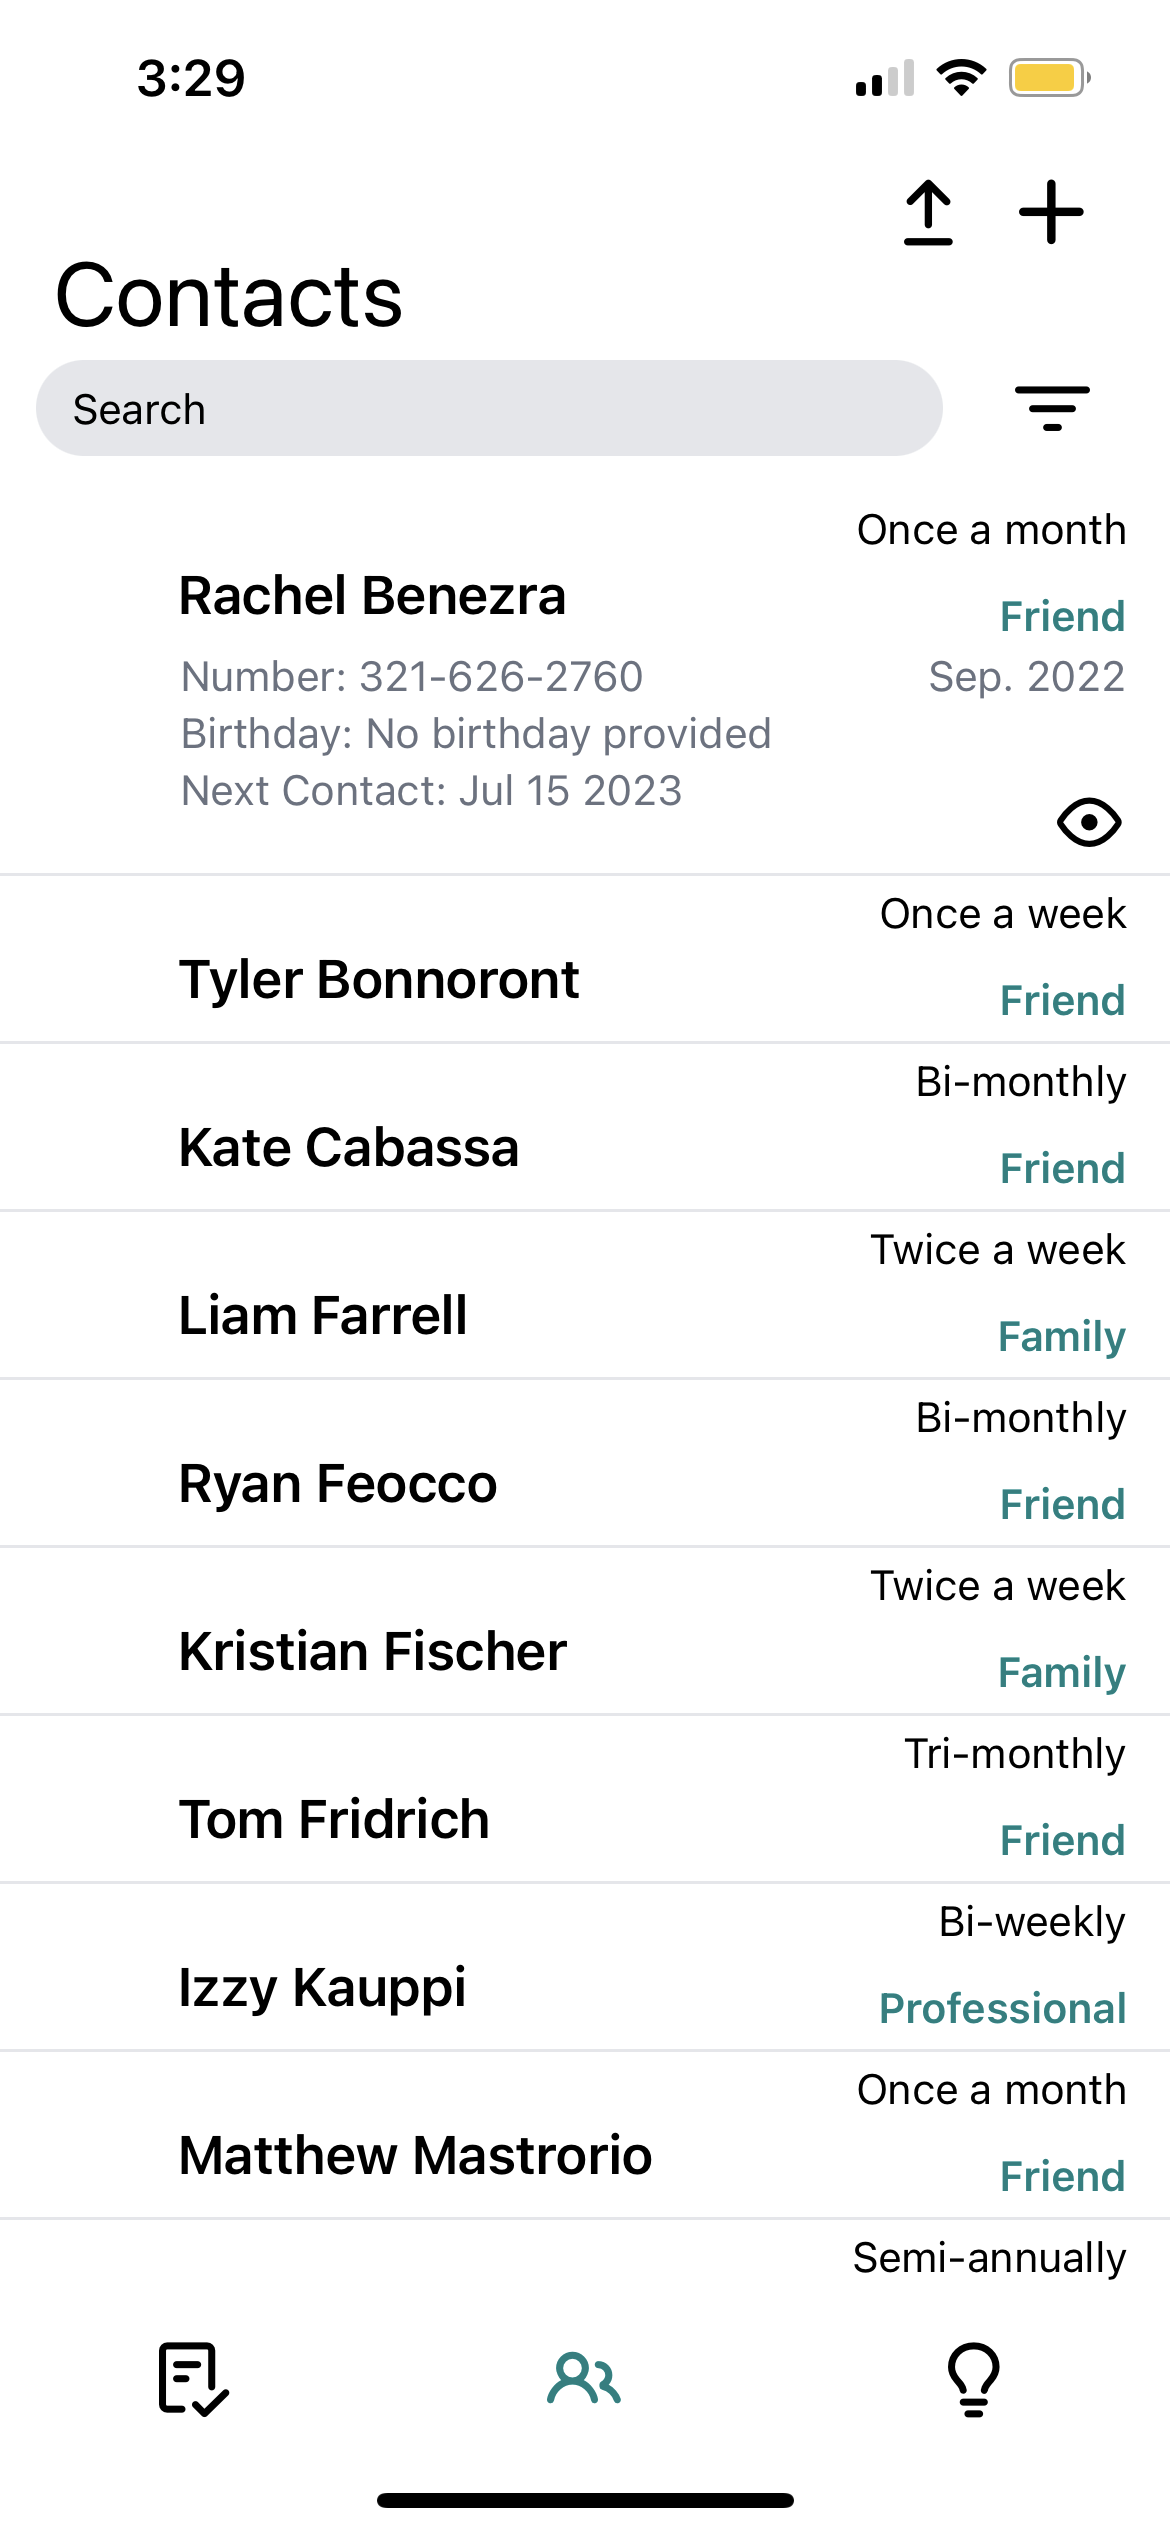 3:29
Contacts
Search
Once a month
Rachel Benezra
Friend
Number: 321-626-2760
Sep. 2022
Birthday: No birthday provided
Next Contact: Jul 15 2023
Once a week
Tyler Bonnoront
Friend
Bi-monthly
Kate Cabassa
Friend
Twice a week
Liam Farrell
Family
Bi-monthly
Ryan Feocco
Friend
Twice a week
Kristian Fischer
Family
Tri-monthly
Tom Fridrich
Friend
Bi-weekly
Izzy Kauppi
Professional
Once a month
Matthew Mastrorio
Friend
Semi-annually